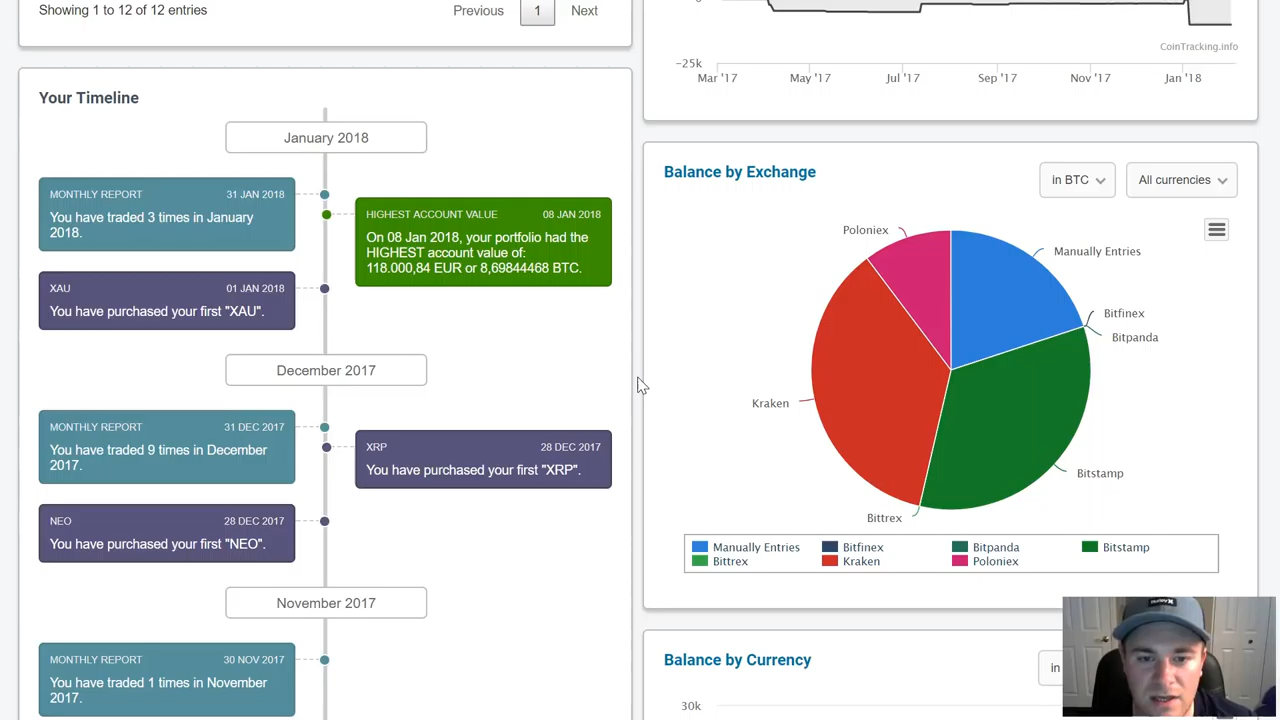 Showing 1 to 12 of 12 entries
Previous
1
Next
Your Timeline
January 2018
MONTHLY REPORT
31 JAN 2018
You have traded 3 times in January
2018.
HIGHEST ACCOUNT VALUE
08 JAN 2018
On 08 Jan 2018, your portfolio had the
HIGHEST account value of:
118.000,84 EUR or 8,69844468 BTC.
XAU
01 JAN 2018
You have purchased your first "XAU".
December 2017
MONTHLY REPORT
31 DEC 2017
You have traded 9 times in December
2017.
XRP
28 DEC 2017
You have purchased your first "XRP".
NEO
28 DEC 2017
You have purchased your first "NEO".
November 2017
MONTHLY REPORT
30 NOV 2017
You have traded 1 times in November
2017.
CoinTracking.info
-25k
Mar '17
May '17
Jul '17
Sep '17
Nov '17
Jan '18
Balance by Exchange
in BTC
All currencies
Poloniex
Manually Entries
Bitfinex
Bitpanda
Kraken
Bitstamp
Bittrex
Manually Entries
Bitfinex
Bitpanda
Bitstamp
Bittrex
Kraken
Poloniex
Balance by Currency
in
30k